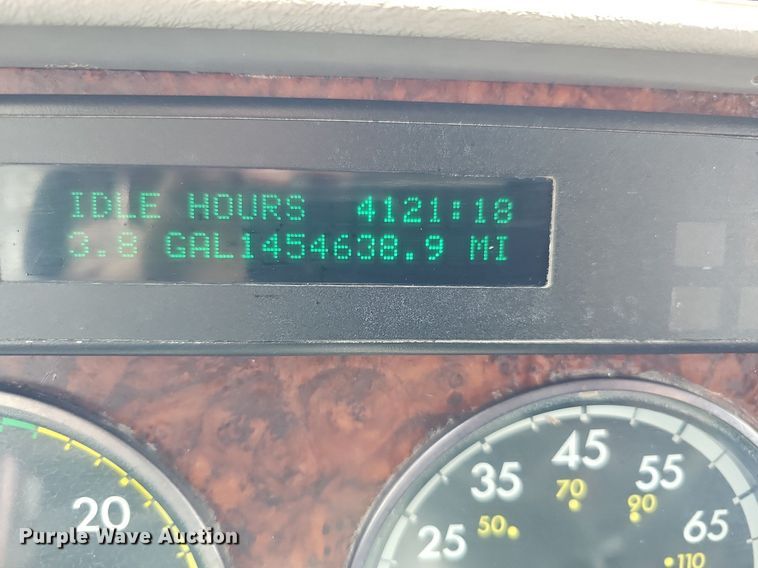 IDLE HOURS 4121:18
3.8 GAL1454638.9 MI
20
25 35 45 55 65
50 70 90 110
Purple Wave Auction